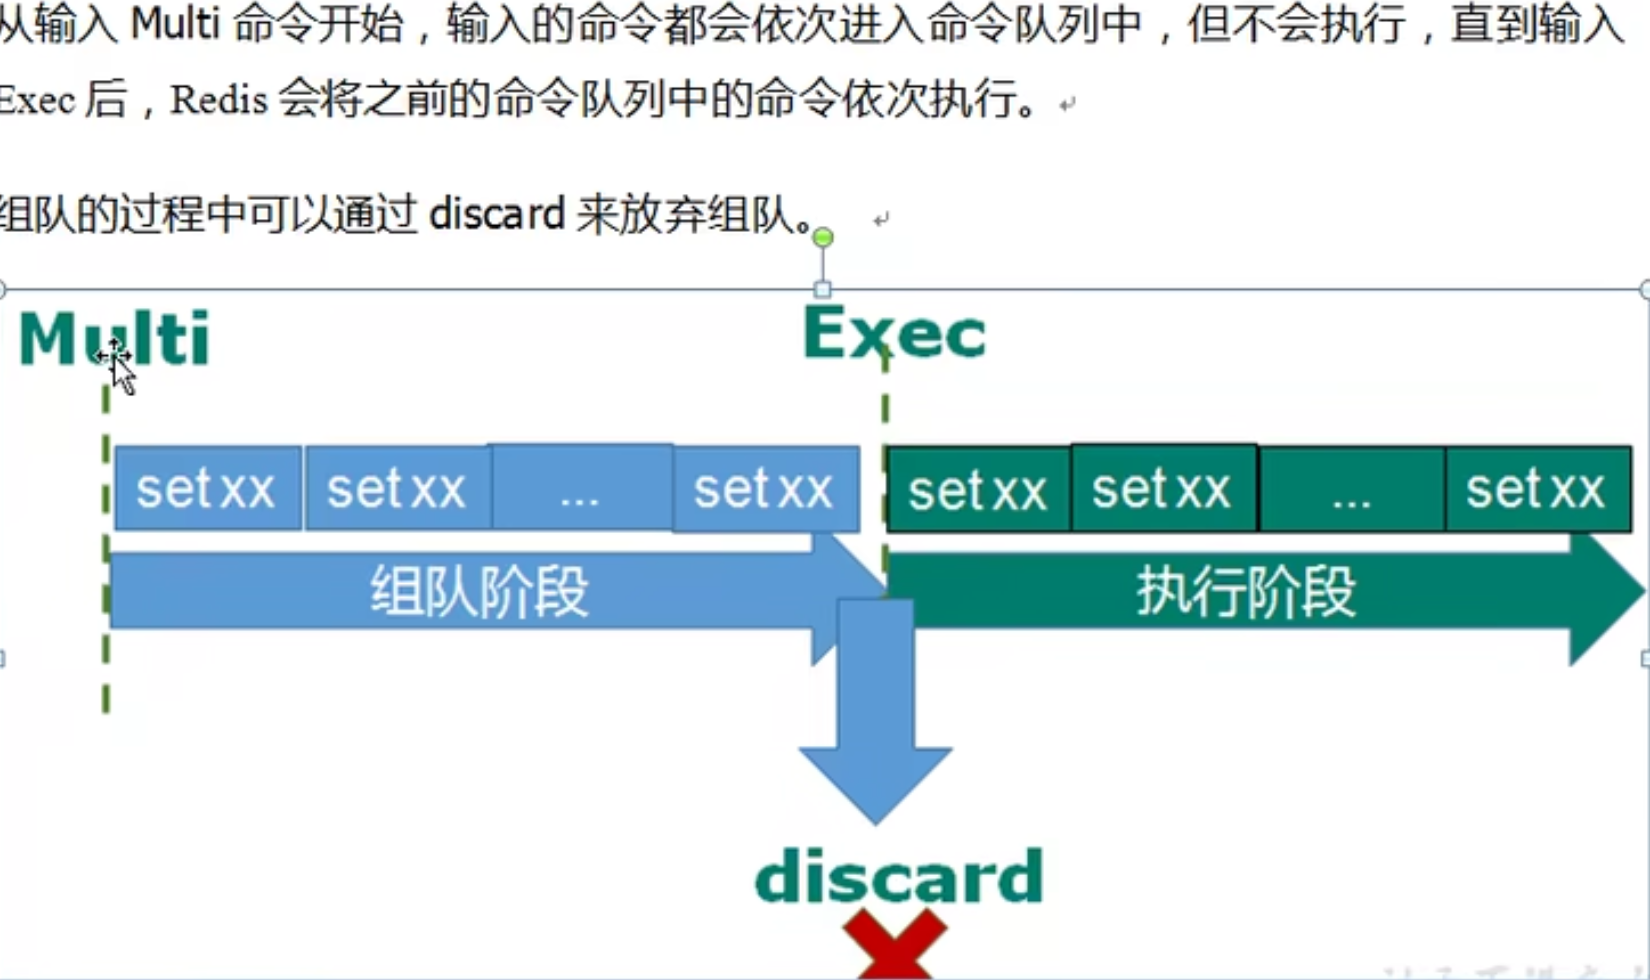 从输入 Multi 命令开始，输入的命令都会依次进入命令队列中，但不会执行，直到输入
Exec 后，Redis 会将之前的命令队列中的命令依次执行。
组队的过程中可以通过 discard 来放弃组队。
Multi
Exec
set xx set xx ... set xx set xx set xx ... set xx
组队阶段 执行阶段
discard